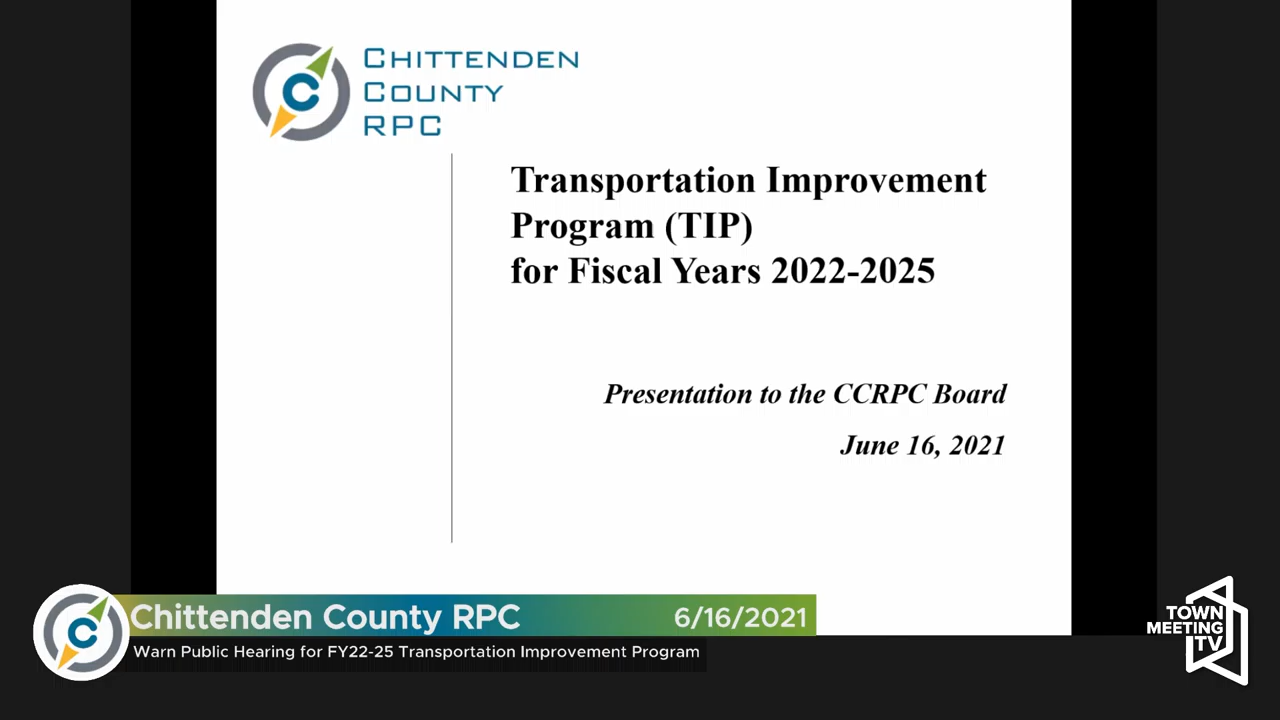 CHITTENDEN
COUNTY
RPC
C
Transportation Improvement
Program (TIP)
for Fiscal Years 2022-2025
Presentation to the CCRPC Board
June 16, 2021
C
Chittenden County RPC 6/16/2021
Warn Public Hearing for FY22-25 Transportation Improvement Program
TOWN
MEETING
TV